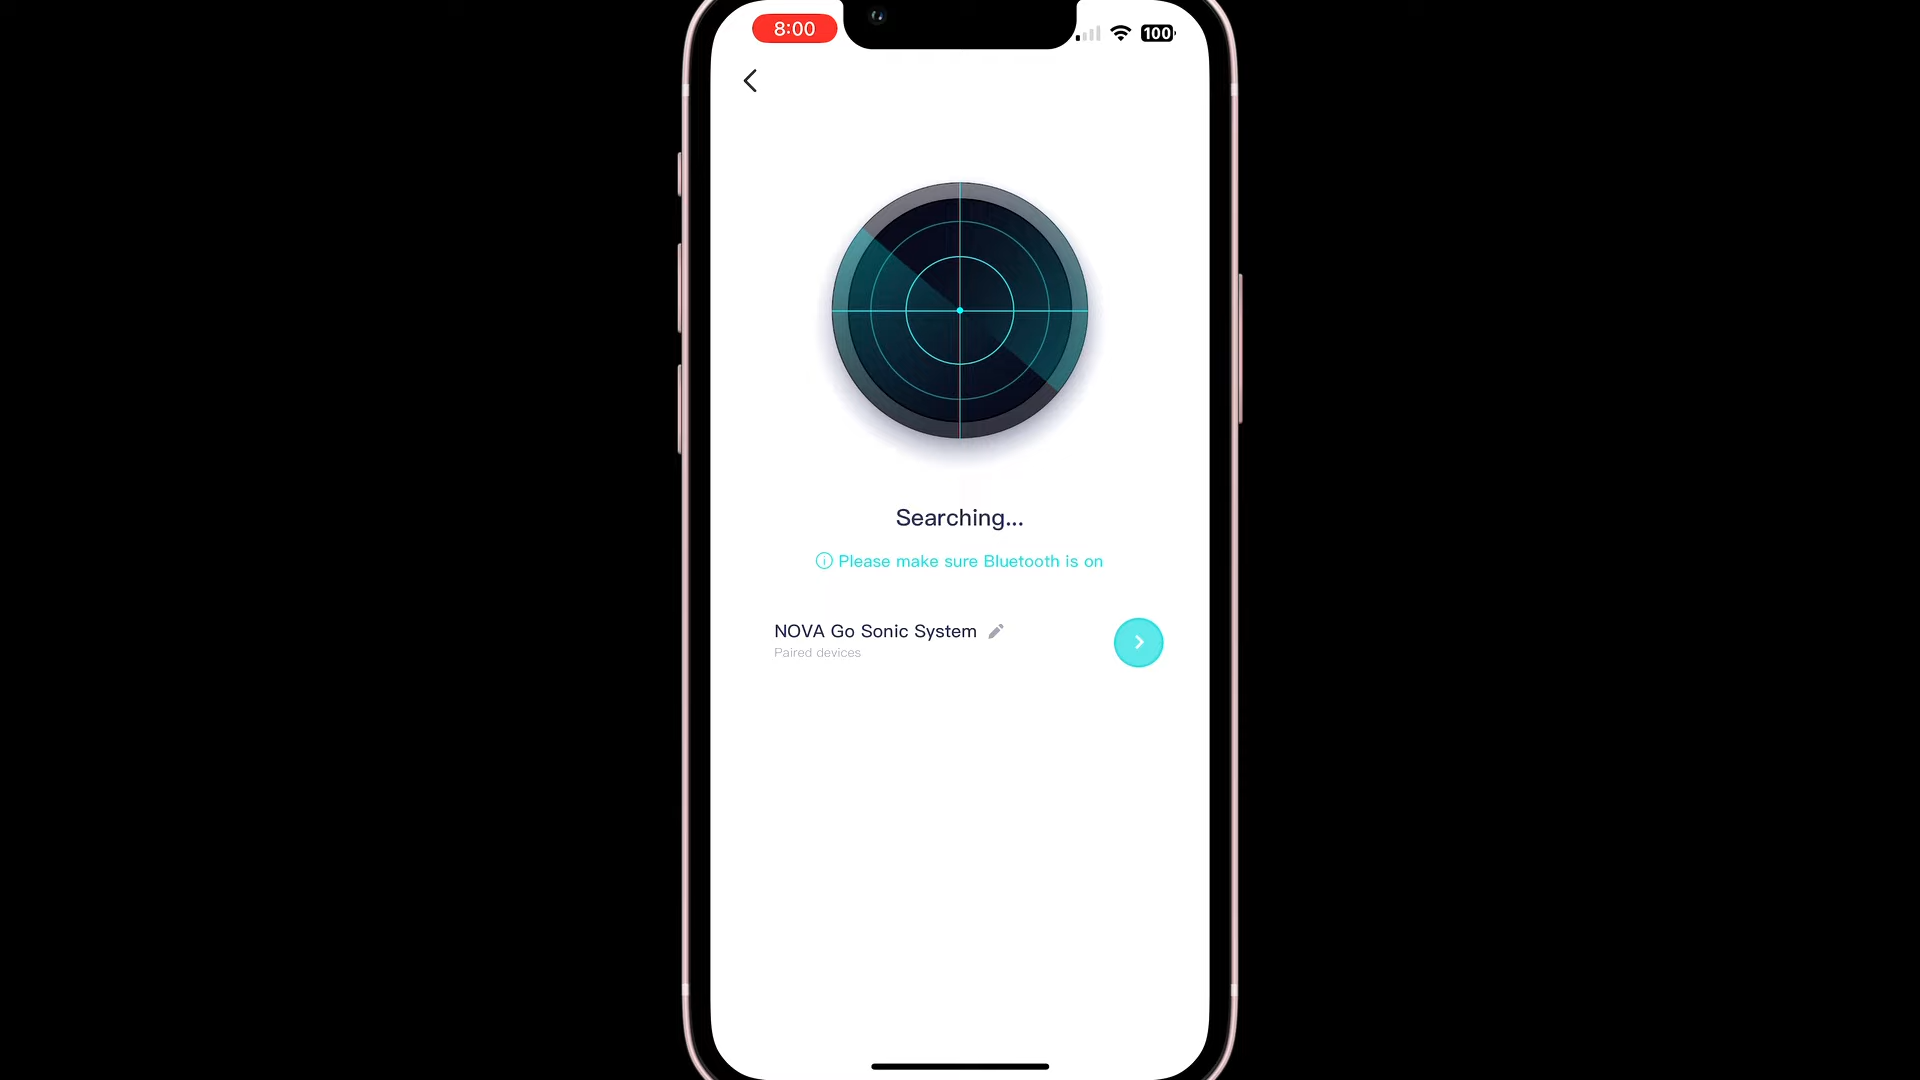 8:00
100
Searching...
Please make sure Bluetooth is on
NOVA Go Sonic System
Paired devices